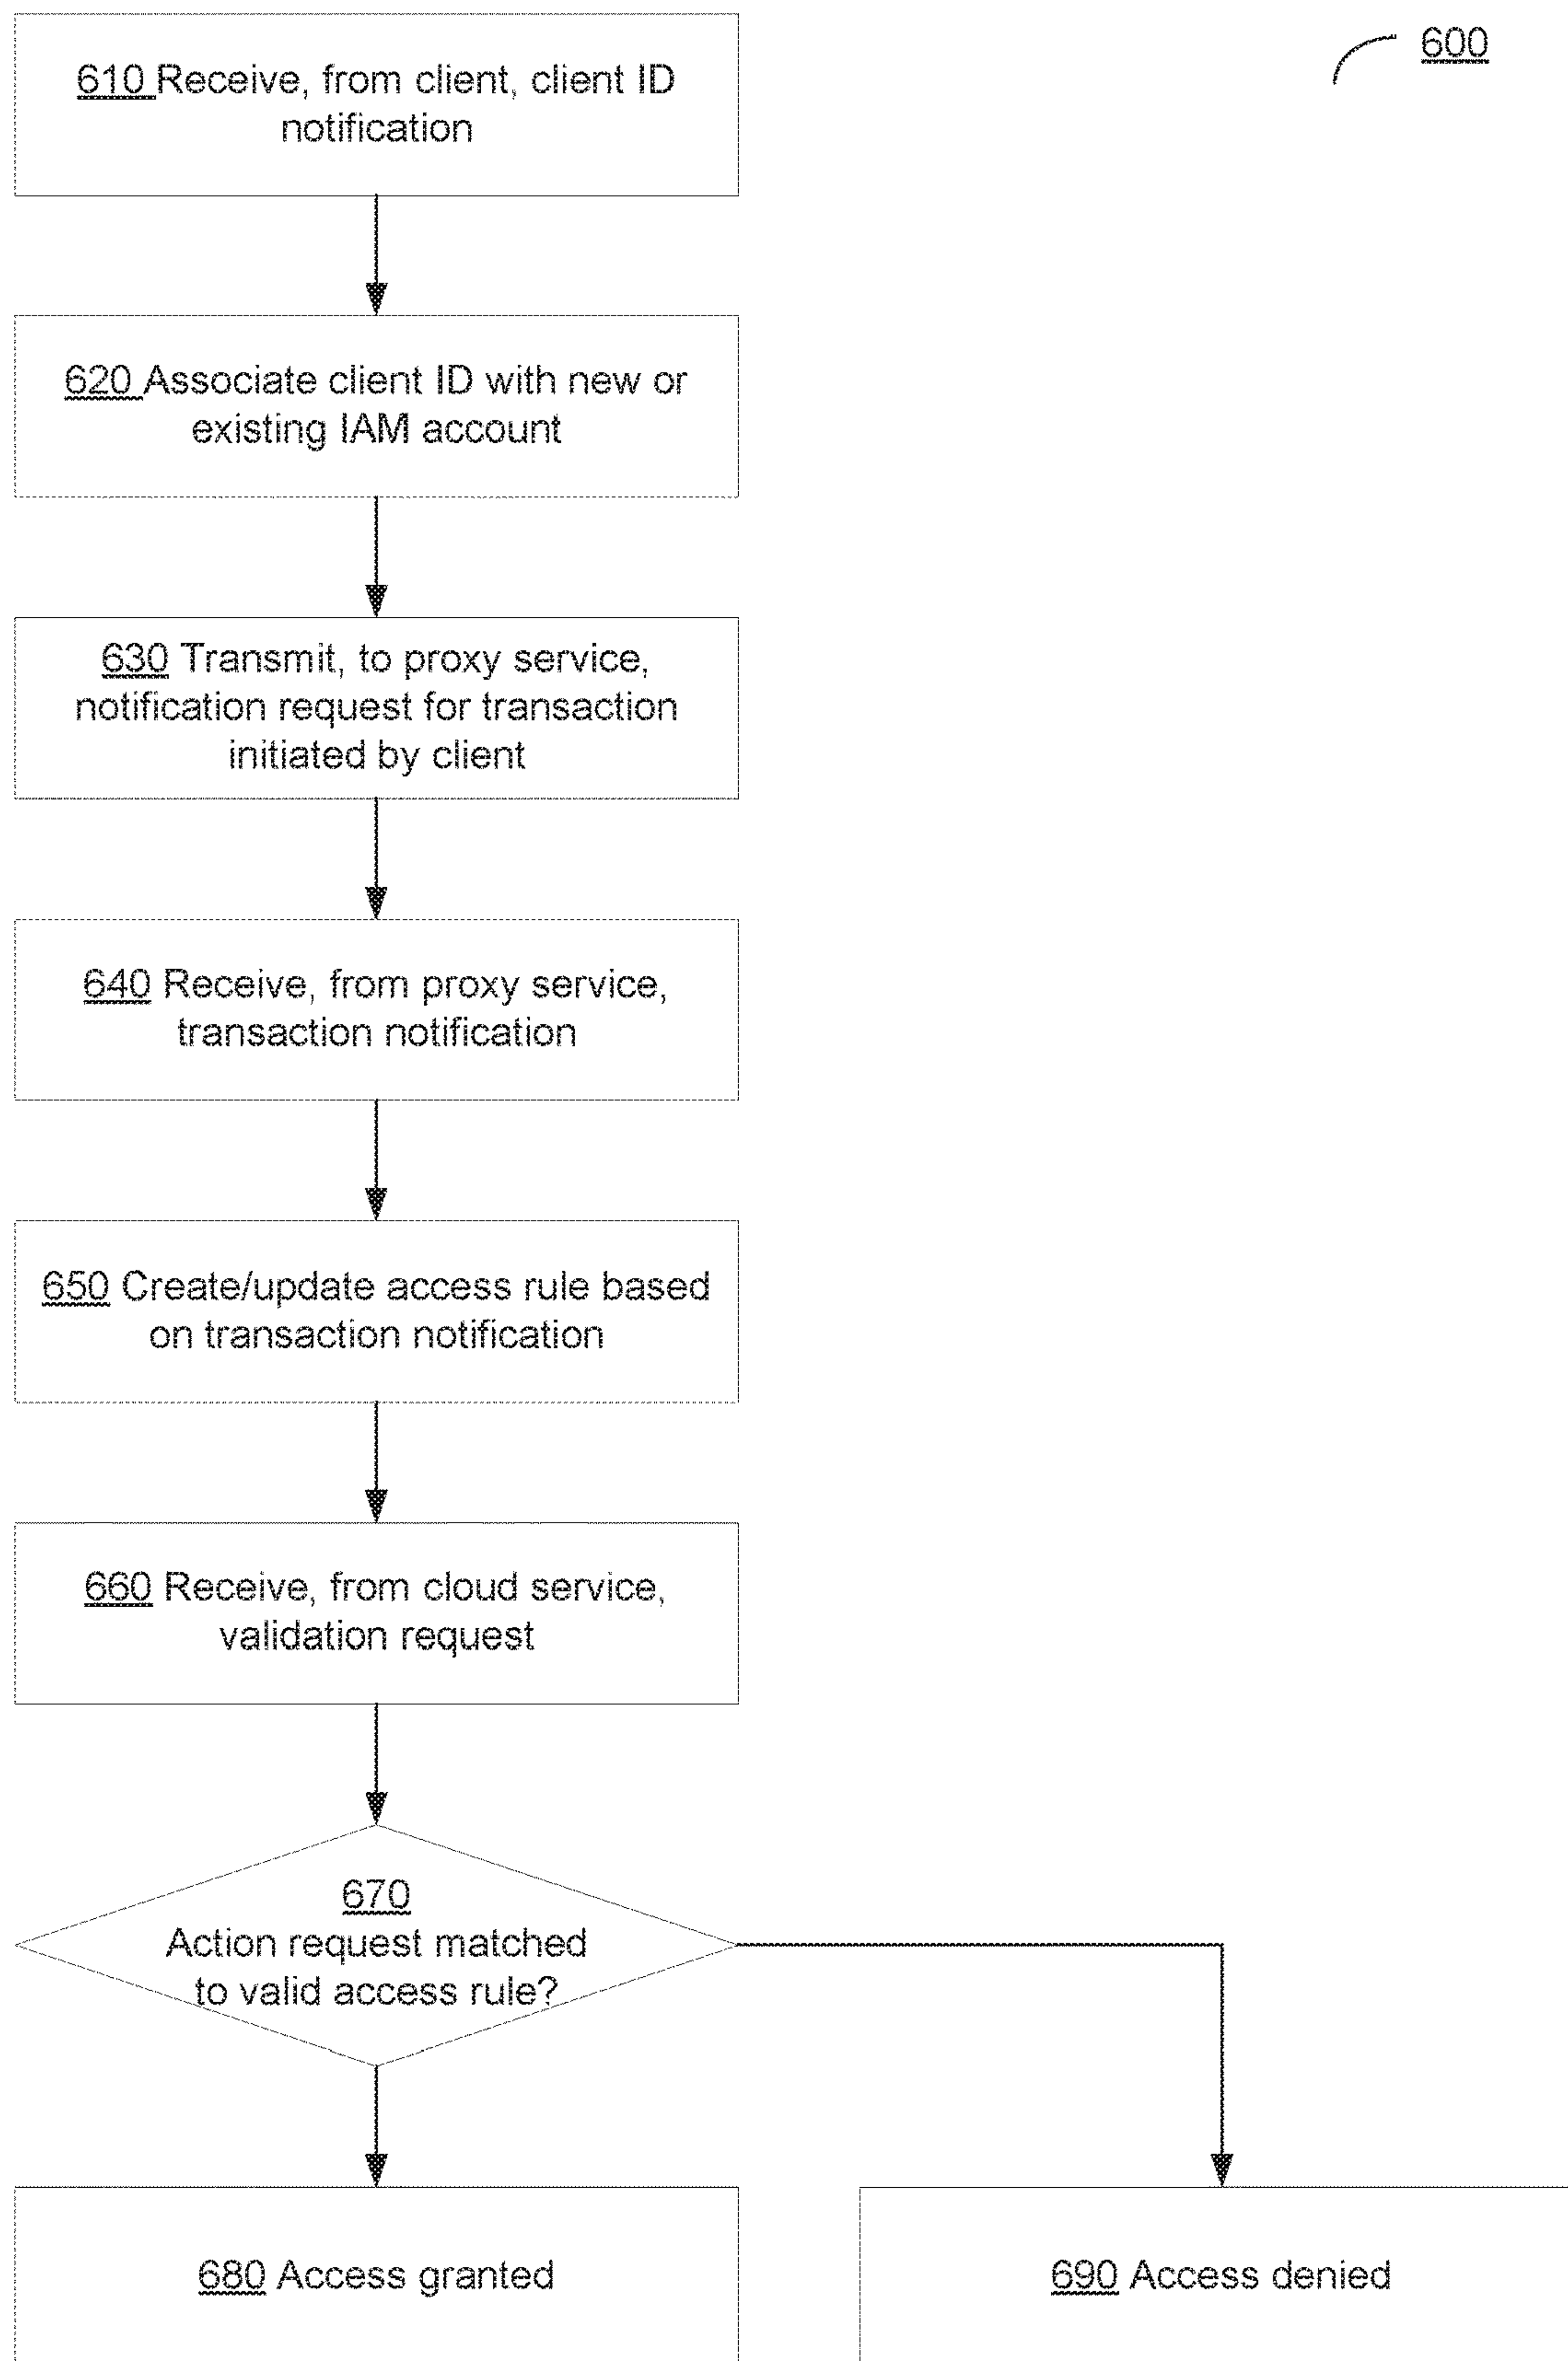 600
610 Receive, from client, client ID
notification
620 Associate client ID with new or
existing IAM account
630 Transmit, to proxy service,
notification request for transaction
initiated by client
640 Receive, from proxy service,
transaction notification
650 Create/update access rule based
on transaction notification
660 Receive, from cloud service,
validation request
670
Action request matched
to valid access rule?
680 Access granted
690 Access denied